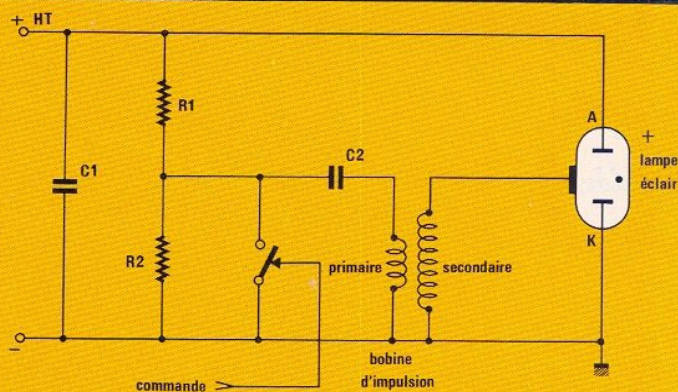 + HT
R1
A
+
lampe
éclair
C1
C2
K
R2
primaire
secondaire
bobine
d'impulsion
commande
−